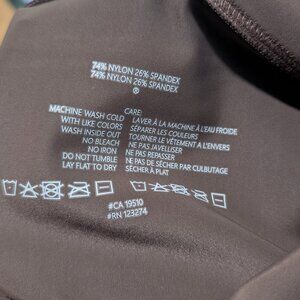 74% NYLON 26% SPANDEX
74% NYLON 26% SPANDEX
®
CARE:
MACHINE WASH COLD LAVER À LA MACHINE À L'EAU FROIDE
WITH LIKE COLORS SÉPARER LES COULEURS
WASH INSIDE OUT TOURNER LE VÊTEMENT A L'ENVERS
NO BLEACH NE PAS JAVELLISER
NO IRON NE PAS REPASSER
DO NOT TUMBLE NE PAS DE SÉCHER PAR CULBUTAGE
LAY FLAT TO DRY SÉCHER À PLAT
#CA 19510
#RN 123274